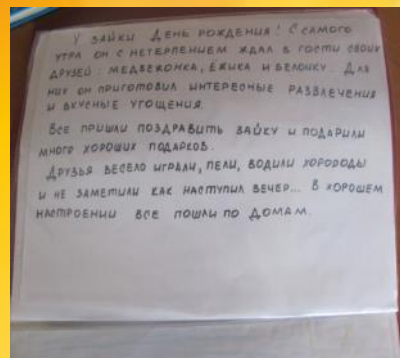 У ЗАЙКИ ДЕНЬ РОЖДЕНИЯ! С САМОГО
УТРА ОН С НЕТЕРПЕНИЕМ ЖДАЛ В ГОСТИ СВОИХ
ДРУЗЕЙ: МЕДВЕЖОНКА, ЁЖИКА И БЕЛОЧКУ. ДЛЯ
НИХ ОН ПРИГОТОВИЛ ИНТЕРЕСНЫЕ РАЗВЛЕЧЕНИЯ
И ВКУСНЫЕ УГОЩЕНИЯ.
ВСЕ ПРИШЛИ ПОЗДРАВИТЬ ЗАЙКУ И ПОДАРИЛИ
МНОГО ХОРОШИХ ПОДАРКОВ.
ДРУЗЬЯ ВЕСЕЛО ИГРАЛИ, ПЕЛИ, ВОДИЛИ ХОРОВОДЫ
И НЕ ЗАМЕТИЛИ КАК НАСТУПИЛ ВЕЧЕР... В ХОРОШЕМ
НАСТРОЕНИИ ВСЕ ПОШЛИ ПО ДОМАМ.